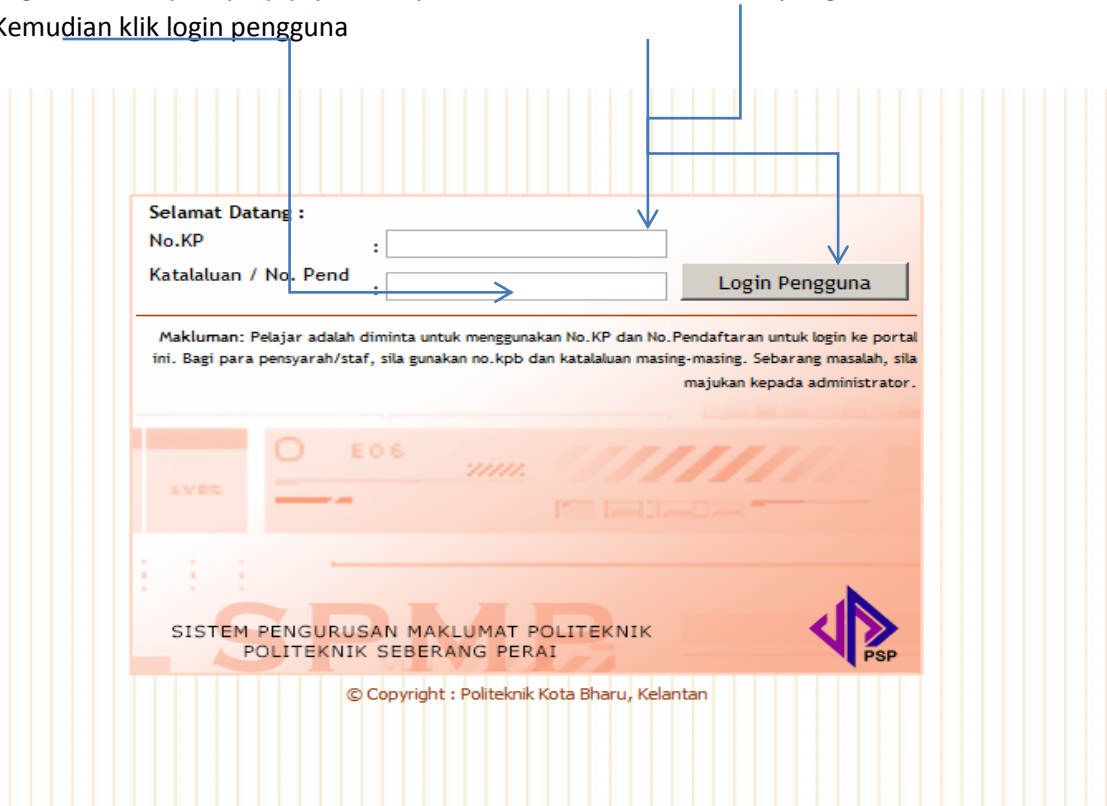 Kemudian klik login pengguna
Selamat Datang :
No.KP :
Katalaluan / No. Pend :
Login Pengguna
Makluman: Pelajar adalah diminta untuk menggunakan No.KP dan No.Pendaftaran untuk login ke portal
ini. Bagi para pensyarah/staf, sila gunakan no.kpb dan katalaluan masing-masing. Sebarang masalah, sila
majukan kepada administrator.
E06
SPMP
SISTEM PENGURUSAN MAKLUMAT POLITEKNIK
POLITEKNIK SEBERANG PERAI
PSP
© Copyright : Politeknik Kota Bharu, Kelantan